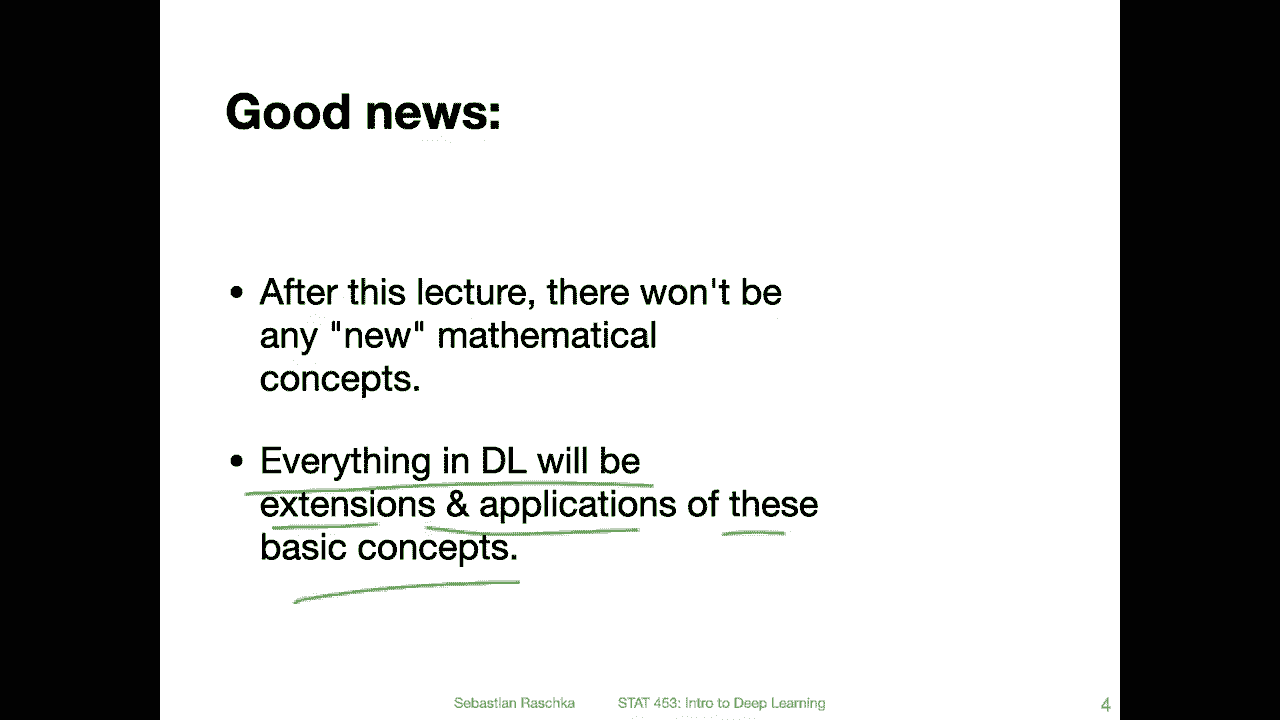 Good news:
• After this lecture, there won't be
any "new" mathematical
concepts.
• Everything in DL will be
extensions & applications of these
basic concepts.
Sebastian Raschka STAT 453: Intro to Deep Learning 4